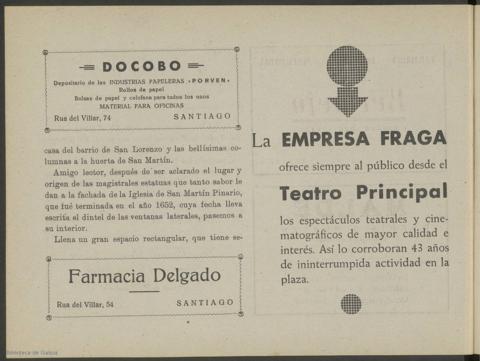 DOCOBO
Depositario de las INDUSTRIAS PAPELERAS «PORVEN»
Rollos de papel
Bolsas de papel y celofana para todos los usos
MATERIAL PARA OFICINAS
Rua del Villar, 74 SANTIAGO
casa del barrio de San Lorenzo y las bellísimas co-
lumnas a la huerta de San Martín.
Amigo lector, después de ser aclarado el lugar y
origen de las magistrales estatuas que tanto sabor le
dan a la fachada de la Iglesia de San Martín Pinario,
que fué terminada en el año 1652, cuya fecha lleva
escrita el dintel de las ventanas laterales, pasemos a
su interior.
Llena un gran espacio rectangular, que tiene se-
Farmacia Delgado
Rua del Villar, 54 SANTIAGO
La EMPRESA FRAGA
ofrece siempre al público desde el
Teatro Principal
los espectáculos teatrales y cine-
matográficos de mayor calidad e
interés. Así lo corroboran 43 años
de ininterrumpida actividad en la
plaza.
Biblioteca de Galicia